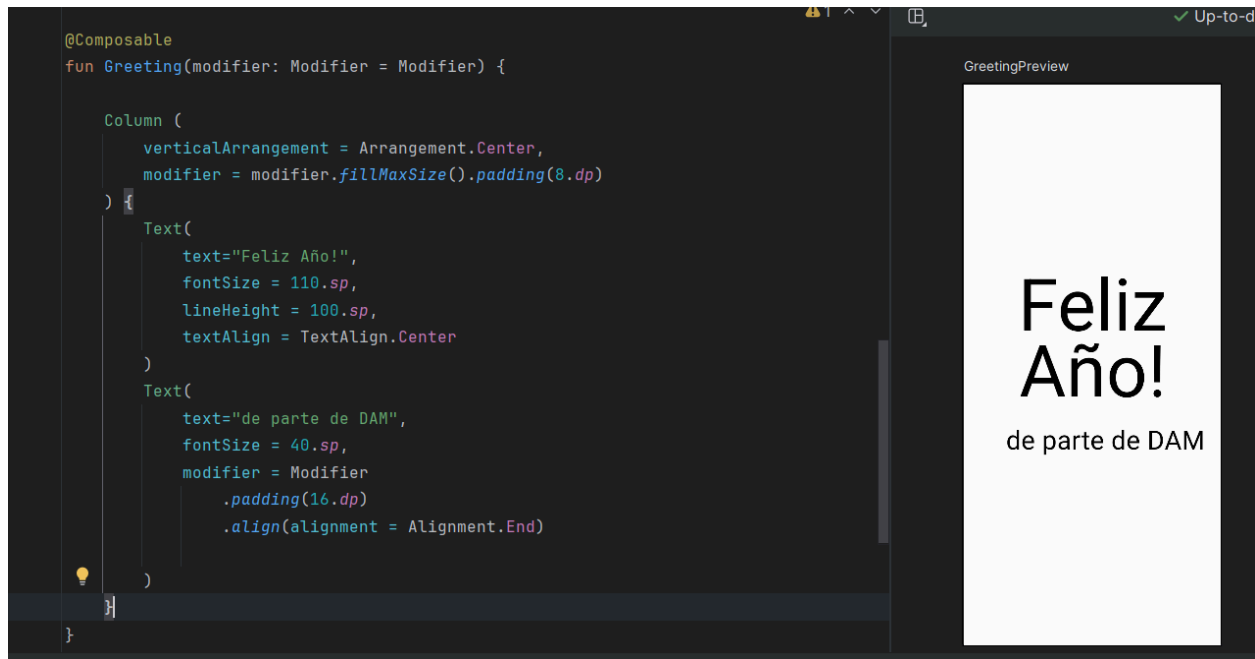 1
Up-to-d
@Composable
fun Greeting(modifier: Modifier = Modifier) {
Column (
verticalArrangement = Arrangement.Center,
modifier = modifier.fillMaxSize().padding(8.dp)
) {
Text(
text="Feliz Año!",
fontSize = 110.sp,
lineHeight = 100.sp,
textAlign = TextAlign.Center
)
Text(
text="de parte de DAM",
fontSize = 40.sp,
modifier = Modifier
.padding(16.dp)
.align(alignment = Alignment.End)
)
}
}
GreetingPreview
Feliz
Año!
de parte de DAM